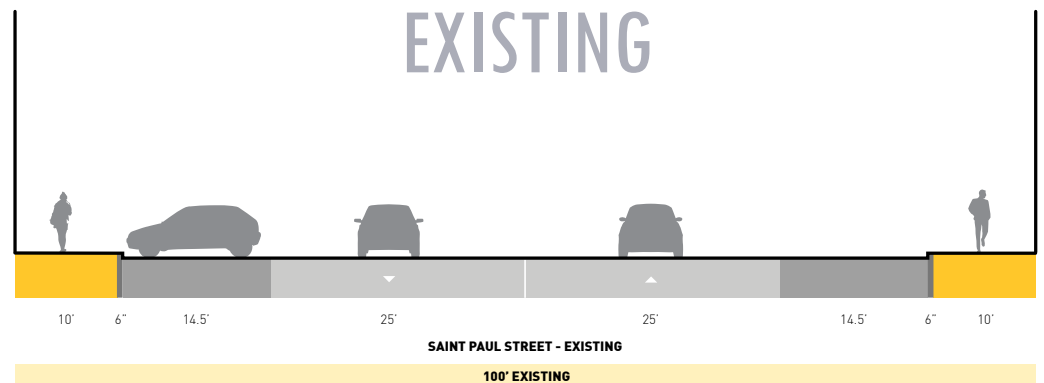 EXISTING
10' 6" 14.5' 25' 25' 14.5' 6" 10'
SAINT PAUL STREET - EXISTING
100' EXISTING